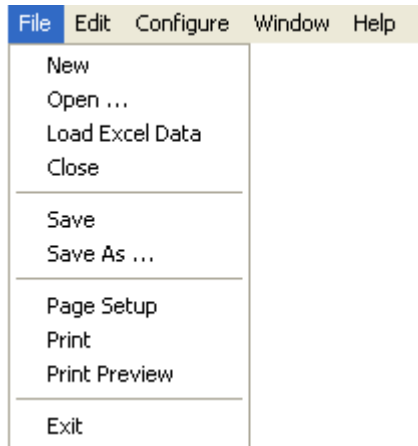 File Edit Configure Window Help
New
Open ...
Load Excel Data
Close
Save
Save As ...
Page Setup
Print
Print Preview
Exit